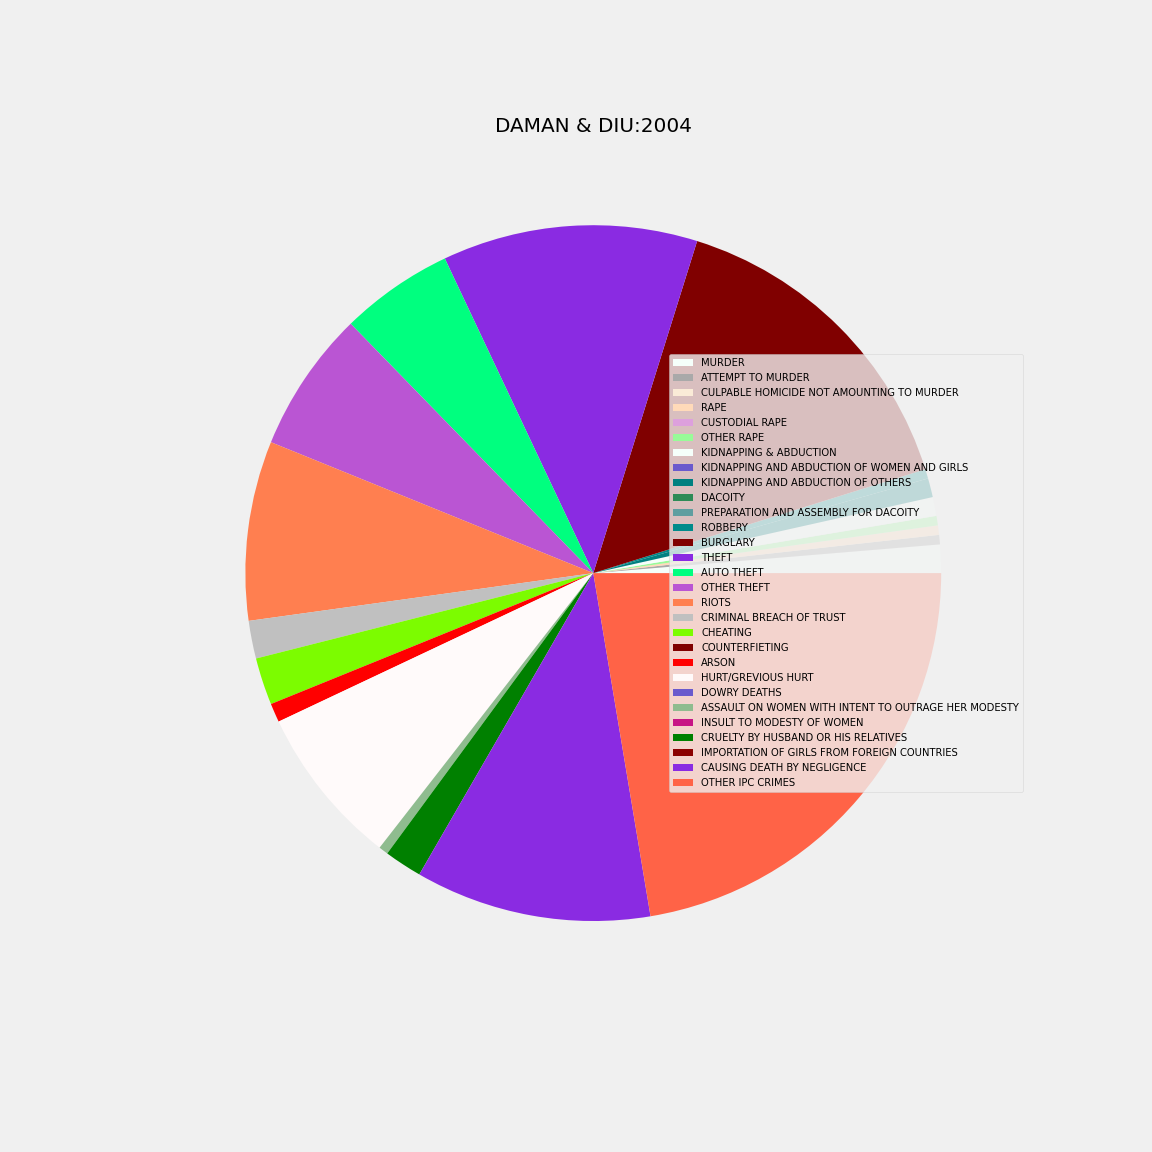 DAMAN & DIU:2004
MURDER
ATTEMPT TO MURDER
CULPABLE HOMICIDE NOT AMOUNTING TO MURDER
RAPE
CUSTODIAL RAPE
OTHER RAPE
KIDNAPPING & ABDUCTION
KIDNAPPING AND ABDUCTION OF WOMEN AND GIRLS
KIDNAPPING AND ABDUCTION OF OTHERS
DACOITY
PREPARATION AND ASSEMBLY FOR DACOITY
ROBBERY
BURGLARY
THEFT
AUTO THEFT
OTHER THEFT
RIOTS
CRIMINAL BREACH OF TRUST
CHEATING
COUNTERFIETING
ARSON
HURT/GREVIOUS HURT
DOWRY DEATHS
ASSAULT ON WOMEN WITH INTENT TO OUTRAGE HER MODESTY
INSULT TO MODESTY OF WOMEN
CRUELTY BY HUSBAND OR HIS RELATIVES
IMPORTATION OF GIRLS FROM FOREIGN COUNTRIES
CAUSING DEATH BY NEGLIGENCE
OTHER IPC CRIMES